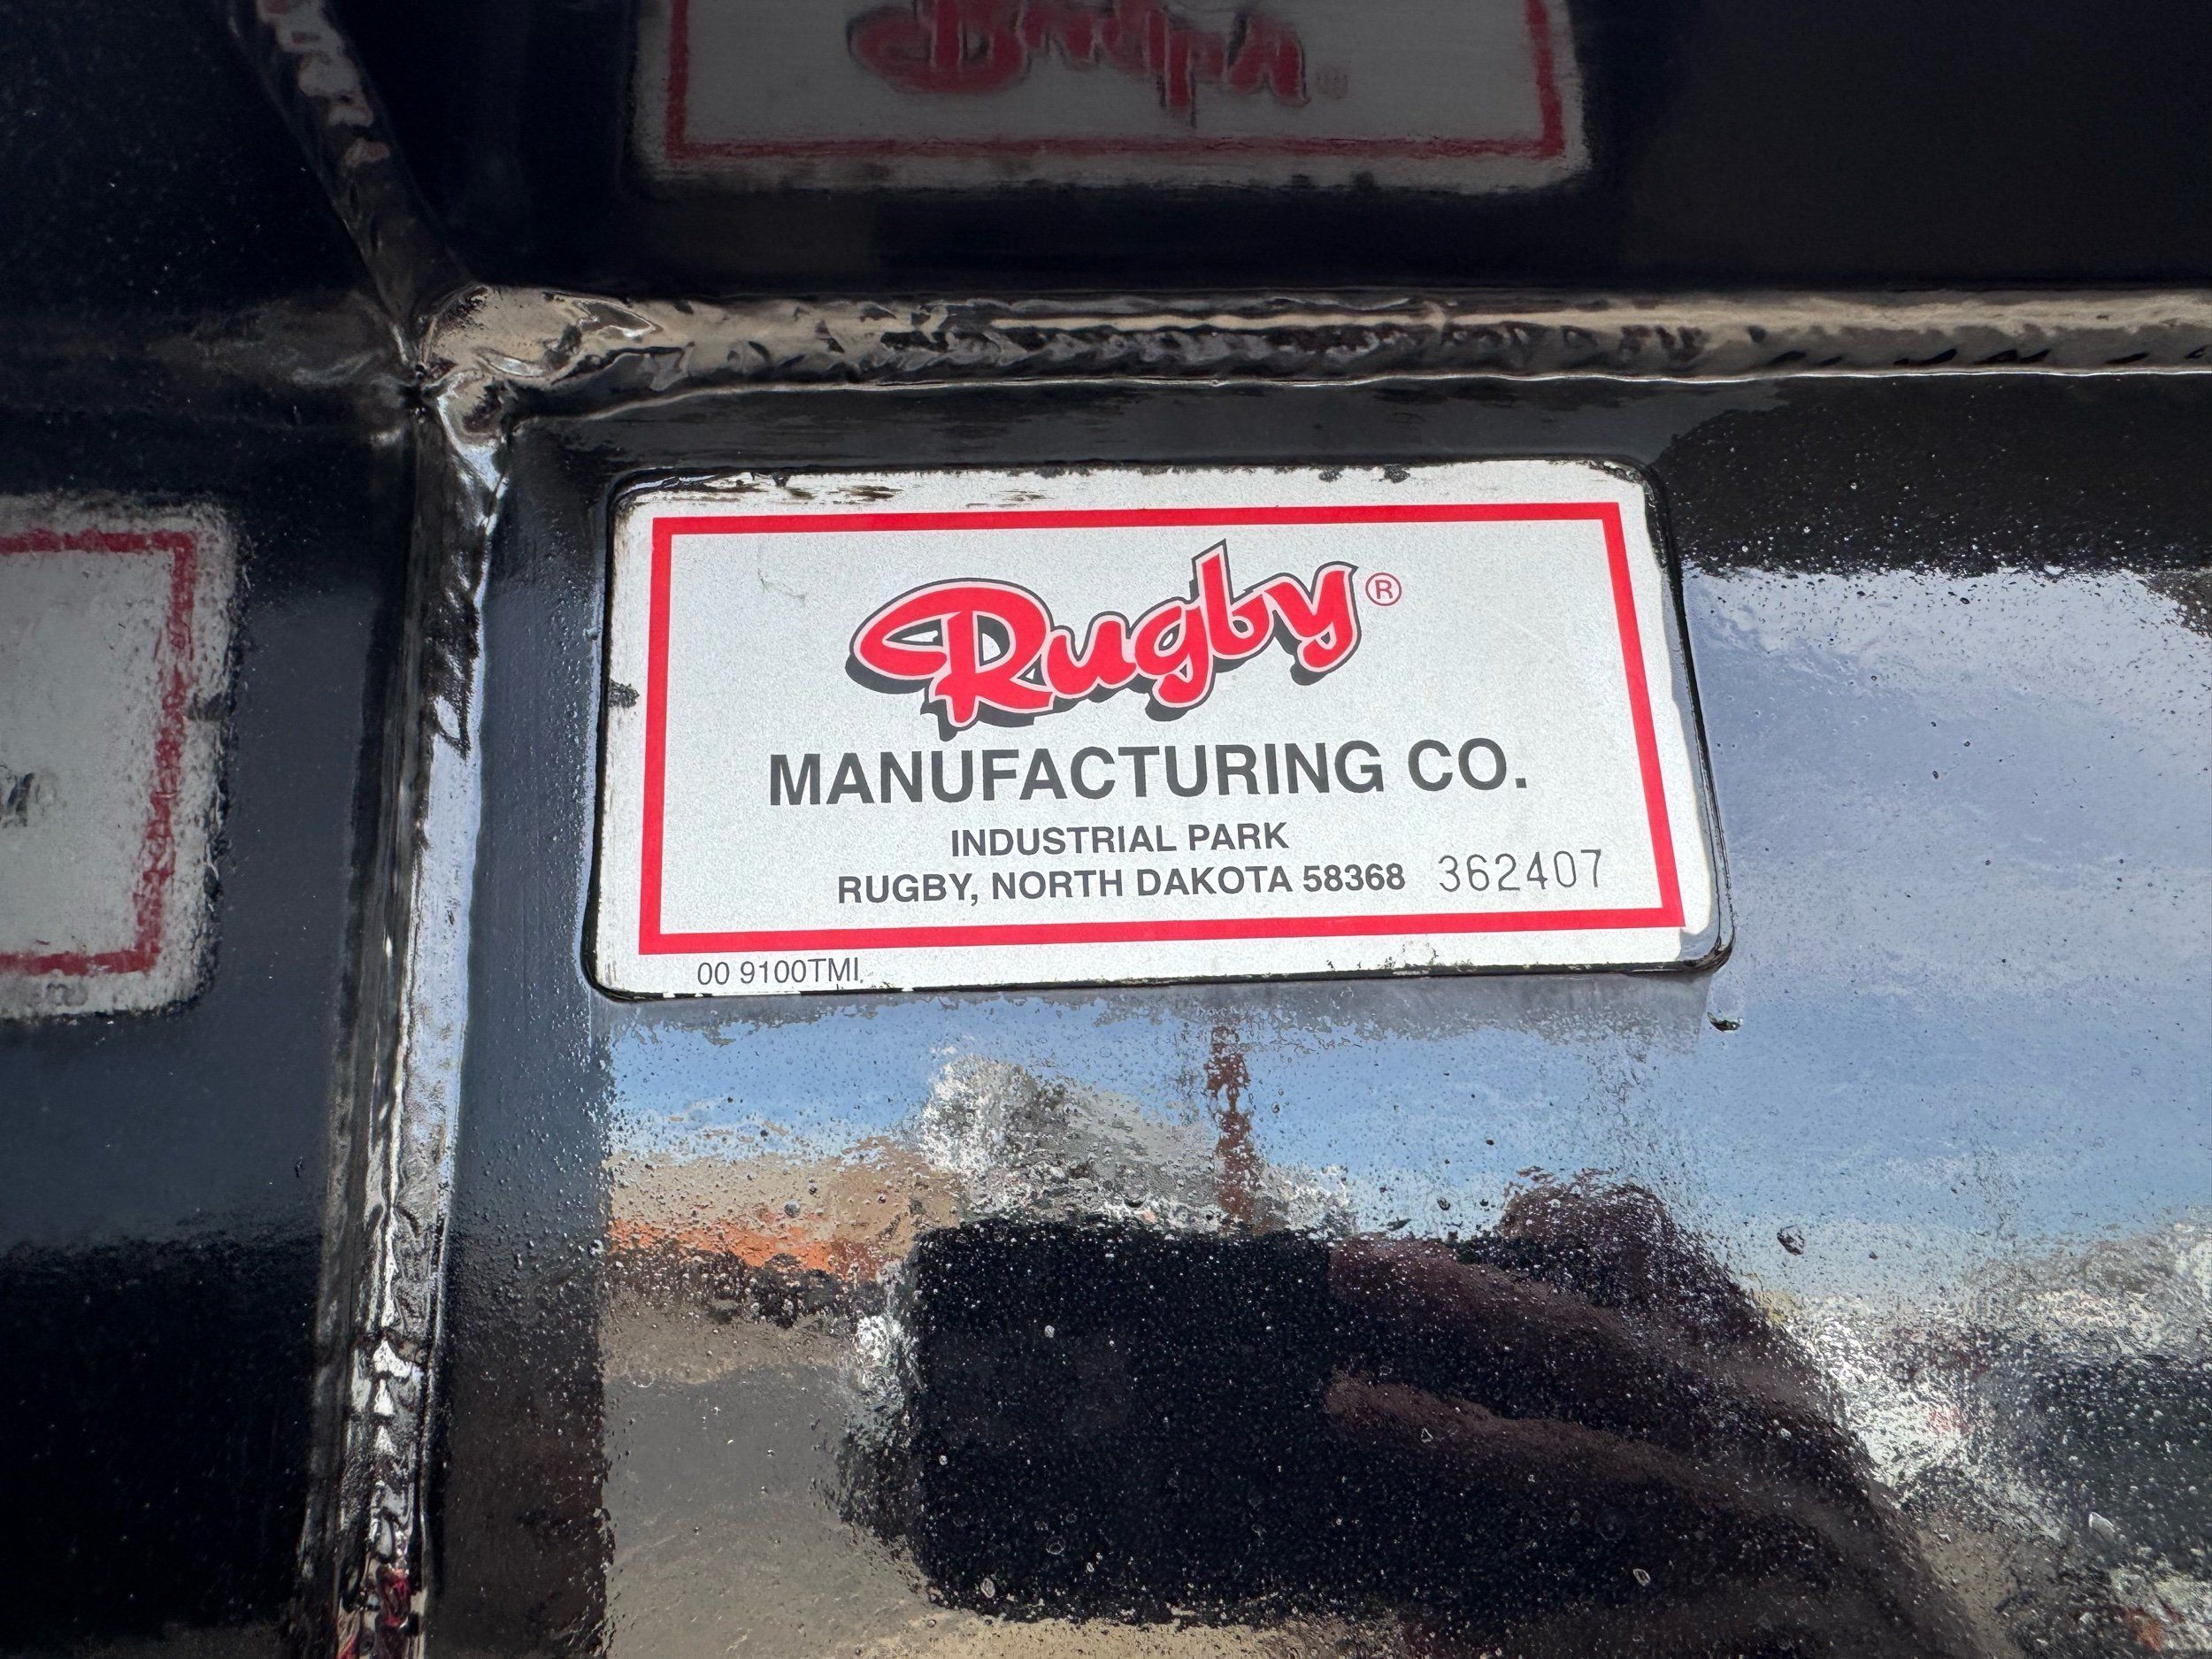 Rugby®
MANUFACTURING CO.
INDUSTRIAL PARK
RUGBY, NORTH DAKOTA 58368 362407
00 9100TMI